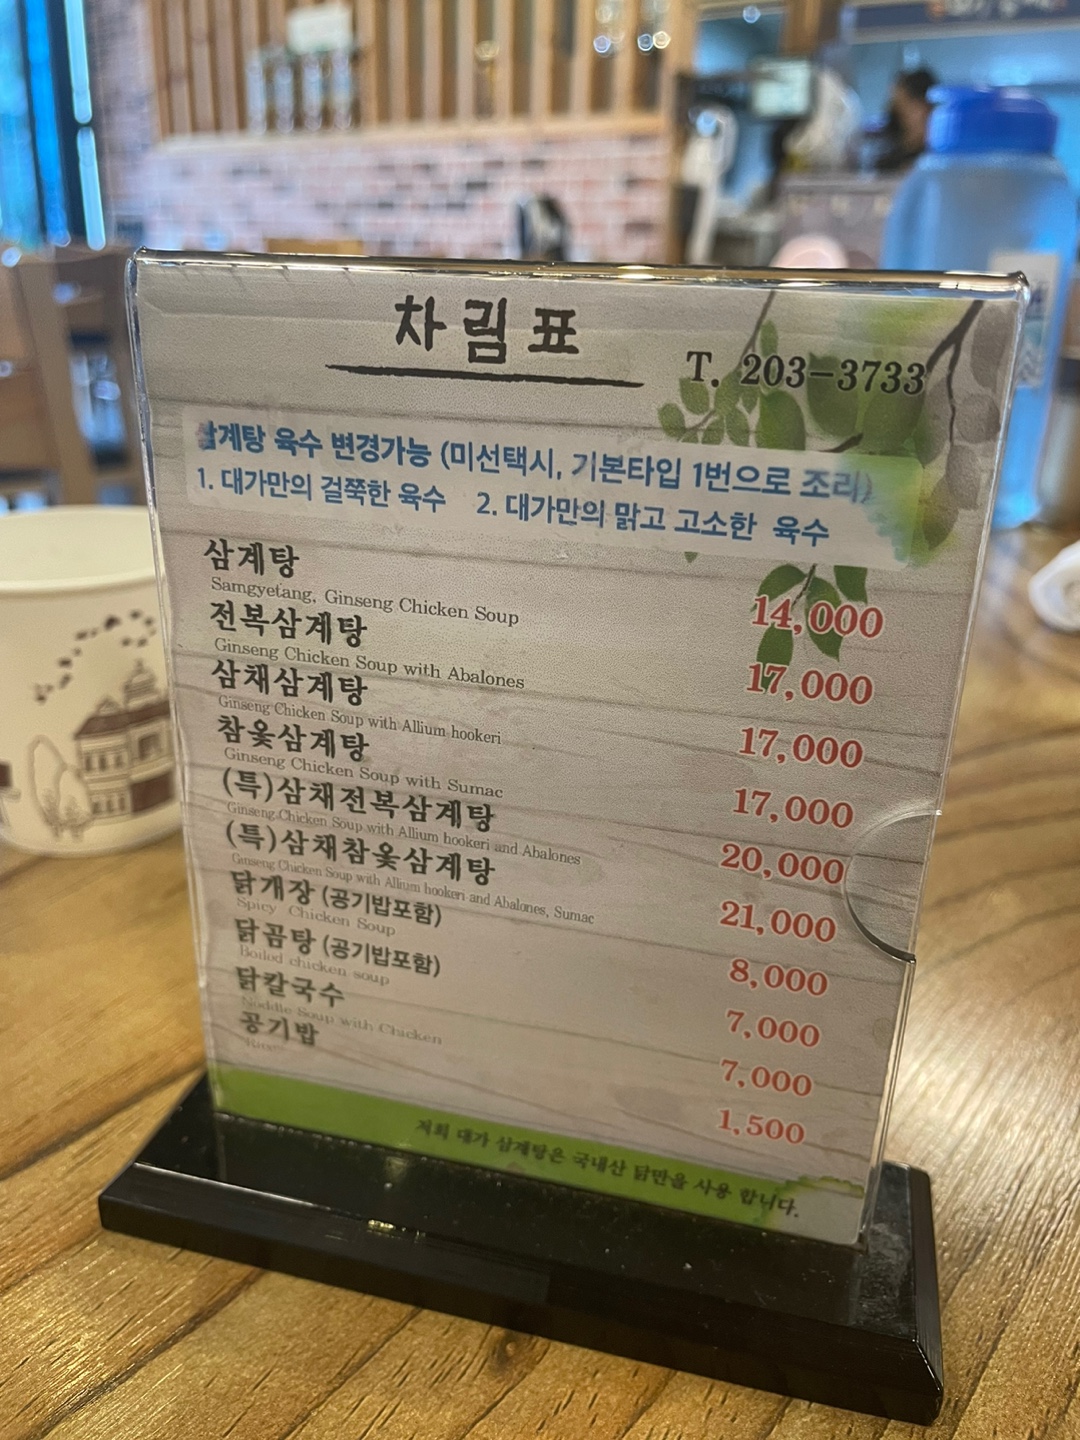 차림표
T. 203-3733
삼계탕 육수 변경가능 (미선택시, 기본타입 1번으로 조리)
1. 대가만의 걸쭉한 육수 2. 대가만의 맑고 고소한 육수
삼계탕
Samgyetang, Ginseng Chicken Soup 14,000
전복삼계탕
Ginseng Chicken Soup with Abalones 17,000
삼채삼계탕
Ginseng Chicken Soup with Allium hookeri 17,000
참옻삼계탕
Ginseng Chicken Soup with Sumac 17,000
(특)삼채전복삼계탕
Ginseng Chicken Soup with Allium hookeri and Abalones 20,000
(특)삼채참옻삼계탕
Ginseng Chicken Soup with Allium hookeri and Abalones, Sumac 21,000
닭개장 (공기밥포함)
Spicy Chicken Soup 8,000
닭곰탕 (공기밥포함)
Boiled chicken soup 7,000
닭칼국수
Noddle Soup with Chicken 7,000
공기밥
Rice 1,500
저희 대가 삼계탕은 국내산 닭만을 사용 합니다.